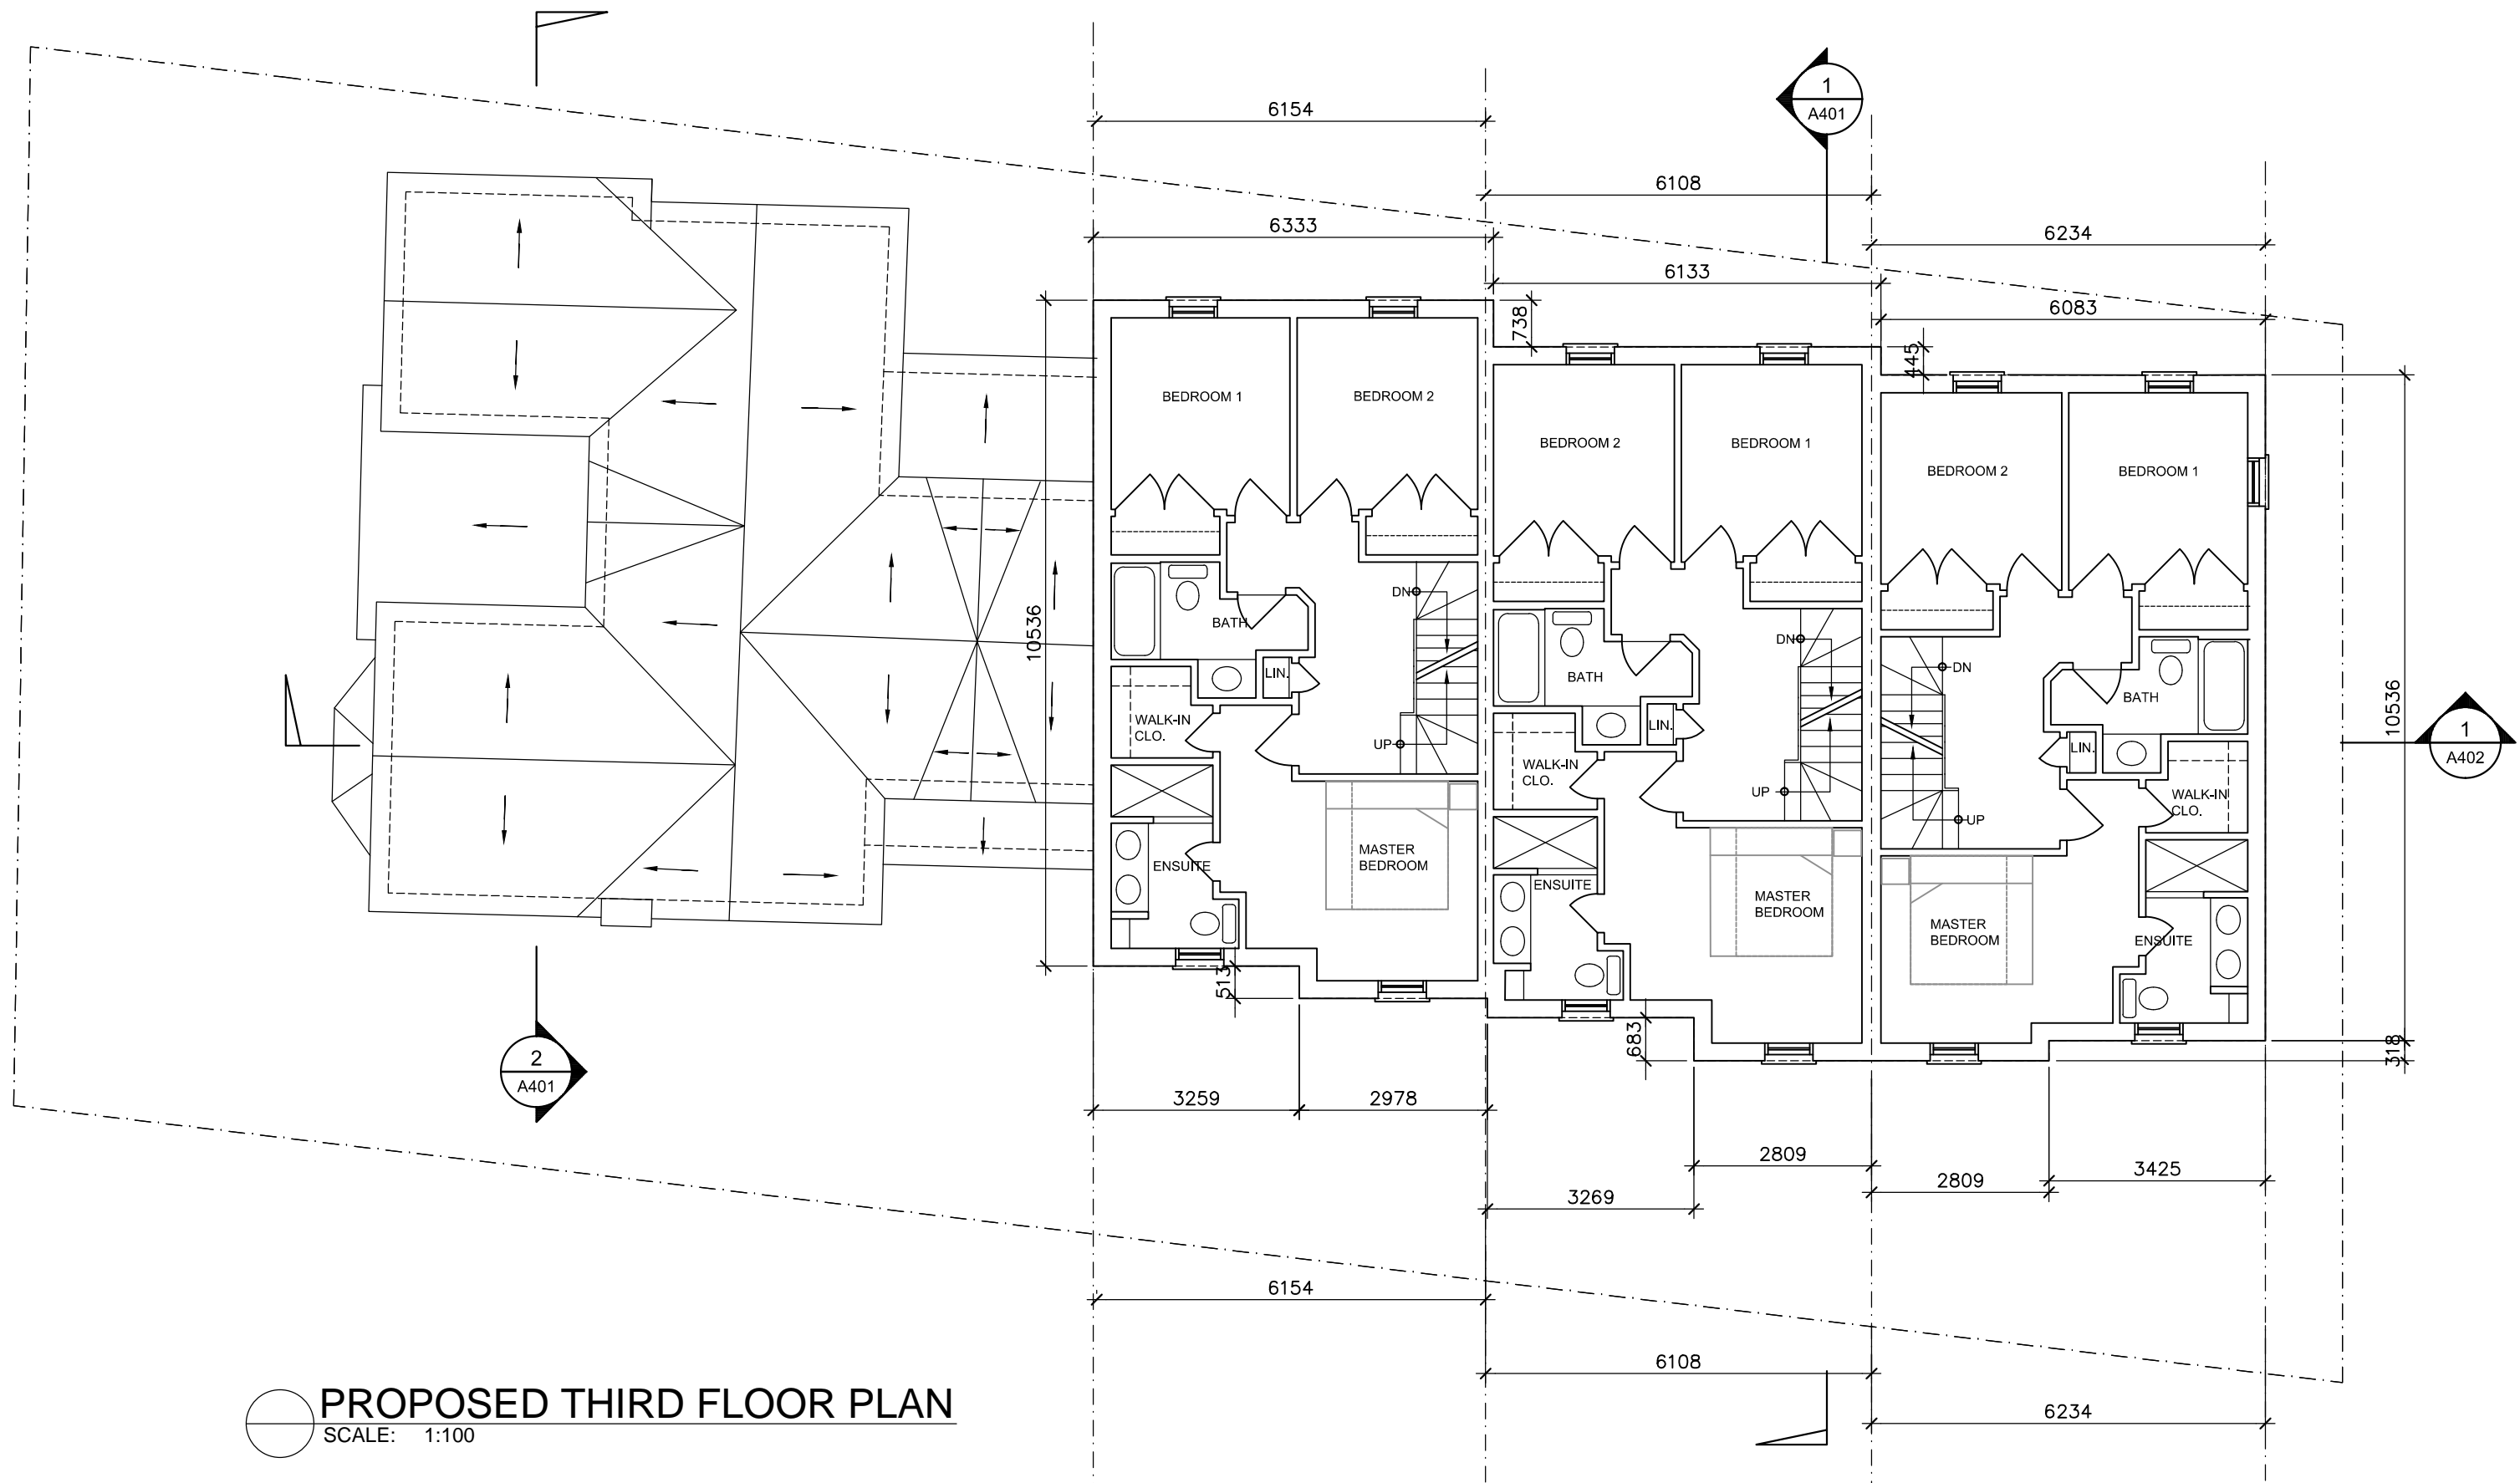 1
A401
6154
6108
6333
6234
6133
6083
738
445
BEDROOM 1
BEDROOM 2
BEDROOM 2
BEDROOM 1
BEDROOM 2
BEDROOM 1
10536
DN
BATH
LIN.
WALK-IN
CLO.
UP
ENSUITE
MASTER
BEDROOM
DN
BATH
LIN.
WALK-IN
CLO.
UP
ENSUITE
MASTER
BEDROOM
DN
BATH
LIN.
WALK-IN
CLO.
UP
ENSUITE
MASTER
BEDROOM
10536
1
A402
513
683
318
2
A401
3259
2978
2809
3425
2809
3269
6154
6108
6234
PROPOSED THIRD FLOOR PLAN
SCALE: 1:100